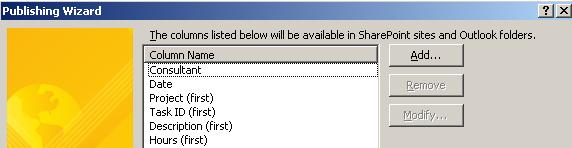 Publishing Wizard
The columns listed below will be available in SharePoint sites and Outlook folders.
Column Name
Add...
Consultant
Date
Remove
Project (first)
Task ID (first)
Modify...
Description (first)
Hours (first)